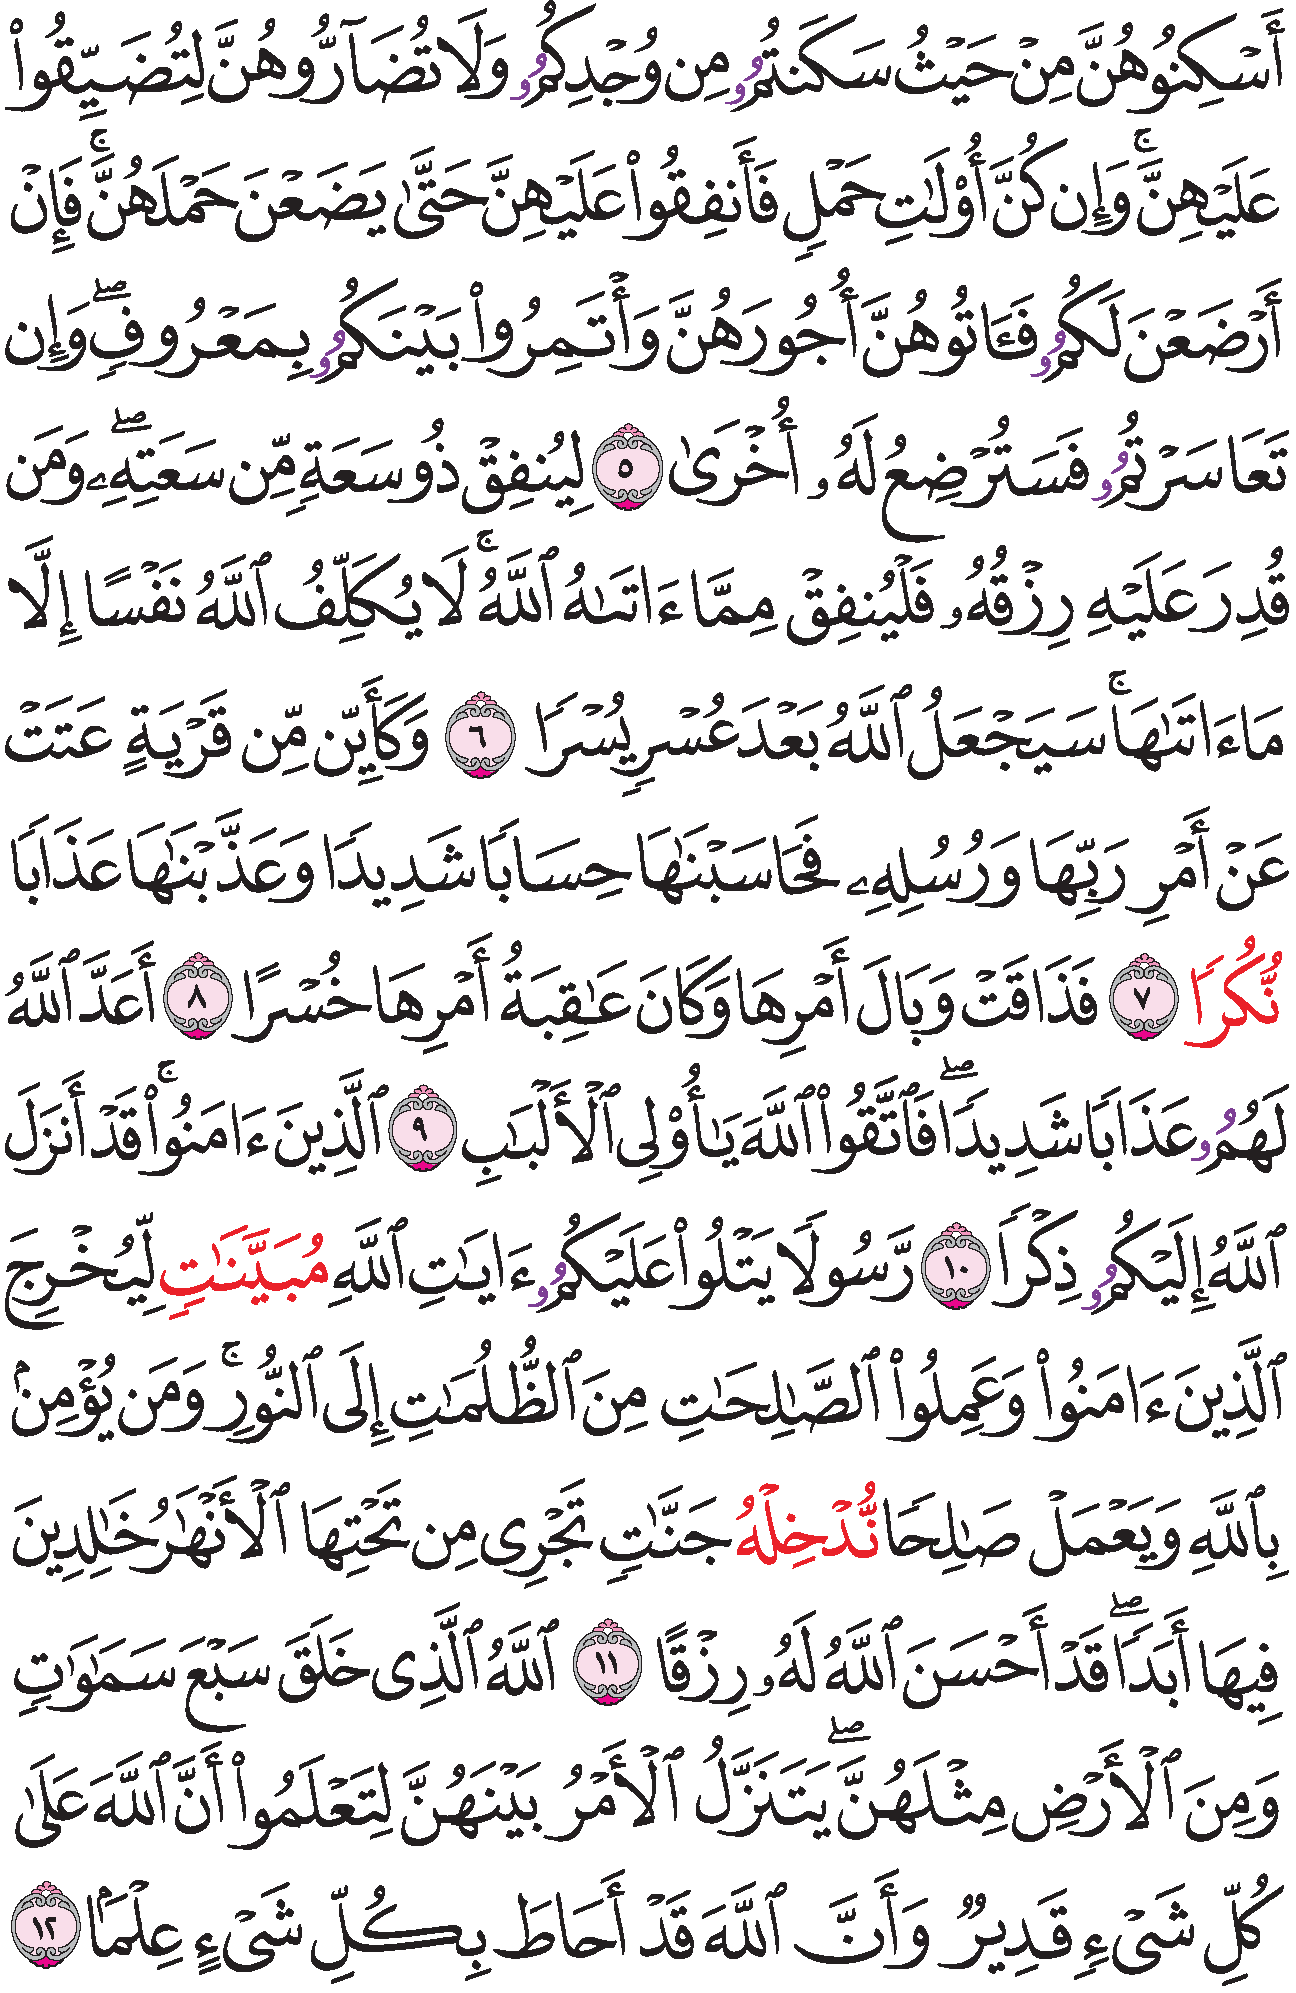 أَسْكِنُوهُنَّ مِنْ حَيْثُ سَكَنتُمُۥ مِن وُجْدِكُمُۥ وَلَا تُضَآرُّوهُنَّ لِتُضَيِّقُوا۟
عَلَيْهِنَّ ۚ وَإِن كُنَّ أُو۟لَٰتِ حَمْلٍ فَأَنفِقُوا۟ عَلَيْهِنَّ حَتَّىٰ يَضَعْنَ حَمْلَهُنَّ ۚ فَإِنْ
أَرْضَعْنَ لَكُمُۥ فَـَٔاتُوهُنَّ أُجُورَهُنَّ وَأْتَمِرُوا۟ بَيْنَكُمُۥ بِمَعْرُوفٍ ۖ وَإِن
تَعَاسَرْتُمُۥ فَسَتُرْضِعُ لَهُۥ أُخْرَىٰ ٥ لِيُنفِقْ ذُو سَعَةٍ مِّن سَعَتِهِۦ ۖ وَمَن
قُدِرَ عَلَيْهِ رِزْقُهُۥ فَلْيُنفِقْ مِمَّا ءَاتَىٰهُ ٱللَّهُ ۚ لَا يُكَلِّفُ ٱللَّهُ نَفْسًا إِلَّا
مَا ءَاتَىٰهَا ۚ سَيَجْعَلُ ٱللَّهُ بَعْدَ عُسْرٍ يُسْرًا ٦ وَكَأَيِّن مِّن قَرْيَةٍ عَتَتْ
عَنْ أَمْرِ رَبِّهَا وَرُسُلِهِۦ فَحَاسَبْنَٰهَا حِسَابًا شَدِيدًا وَعَذَّبْنَٰهَا عَذَابًا
نُّكُرًا ٧ فَذَاقَتْ وَبَالَ أَمْرِهَا وَكَانَ عَٰقِبَةُ أَمْرِهَا خُسْرًا ٨ أَعَدَّ ٱللَّهُ
لَهُمُۥ عَذَابًا شَدِيدًا ۖ فَٱتَّقُوا۟ ٱللَّهَ يَٰأُو۟لِى ٱلْأَلْبَٰبِ ٩ ٱلَّذِينَ ءَامَنُوا۟ ۚ قَدْ أَنزَلَ
ٱللَّهُ إِلَيْكُمُۥ ذِكْرًا ١٠ رَّسُولًا يَتْلُوا۟ عَلَيْكُمُۥ ءَايَٰتِ ٱللَّهِ مُبَيَّنَٰتٍ لِّيُخْرِجَ
ٱلَّذِينَ ءَامَنُوا۟ وَعَمِلُوا۟ ٱلصَّٰلِحَٰتِ مِنَ ٱلظُّلُمَٰتِ إِلَى ٱلنُّورِ ۚ وَمَن يُؤْمِنۢ
بِٱللَّهِ وَيَعْمَلْ صَٰلِحًا نُّدْخِلْهُ جَنَّٰتٍ تَجْرِى مِن تَحْتِهَا ٱلْأَنْهَٰرُ خَٰلِدِينَ
فِيهَا أَبَدًا ۖ قَدْ أَحْسَنَ ٱللَّهُ لَهُۥ رِزْقًا ١١ ٱللَّهُ ٱلَّذِى خَلَقَ سَبْعَ سَمَٰوَٰتٍ
وَمِنَ ٱلْأَرْضِ مِثْلَهُنَّ ۖ يَتَنَزَّلُ ٱلْأَمْرُ بَيْنَهُنَّ لِتَعْلَمُوا۟ أَنَّ ٱللَّهَ عَلَىٰ
كُلِّ شَىْءٍ قَدِيرٌ وَأَنَّ ٱللَّهَ قَدْ أَحَاطَ بِكُلِّ شَىْءٍ عِلْمًۢا ١٢